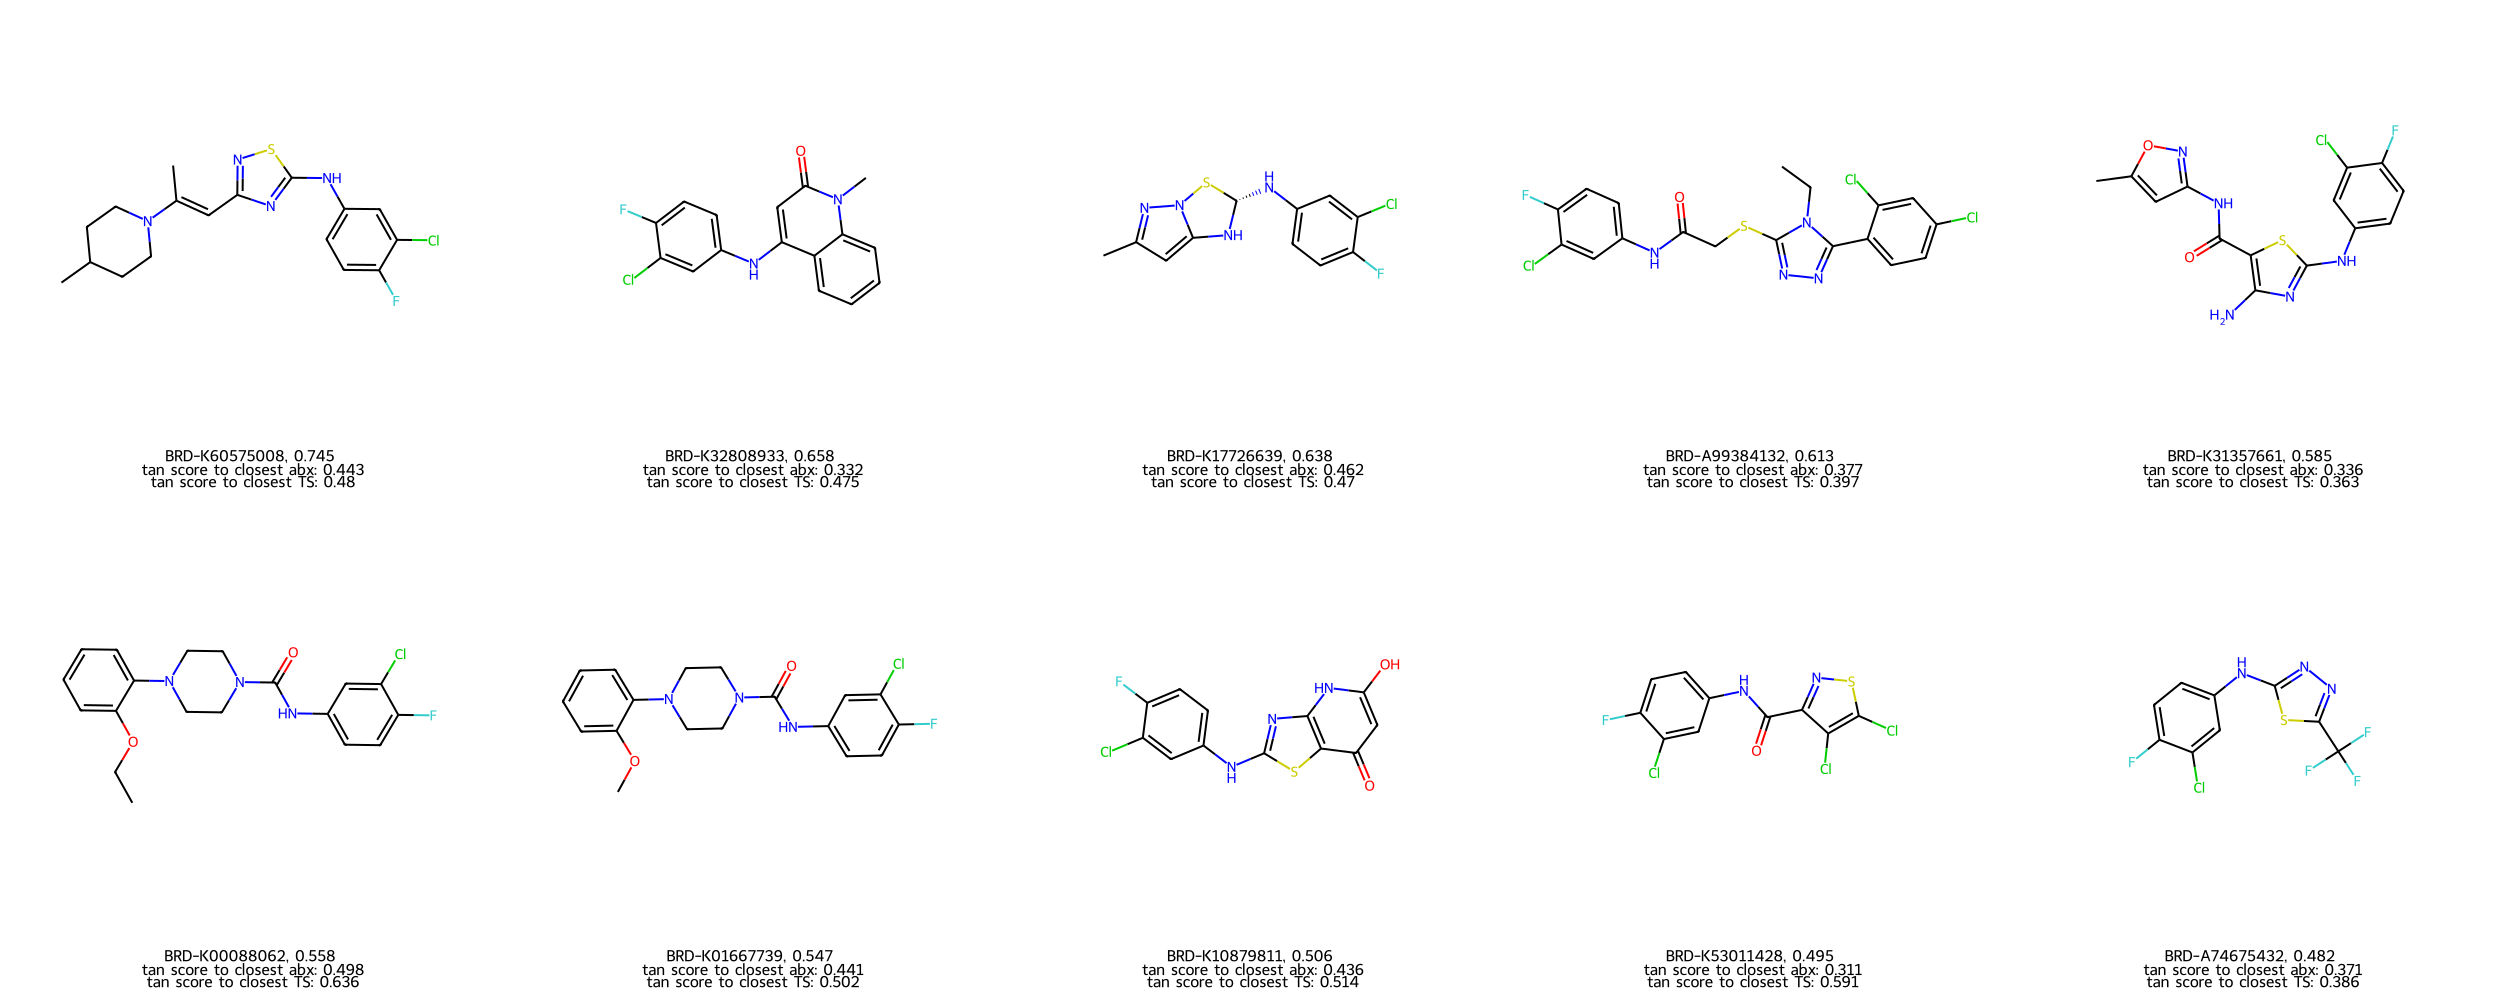 BRD-K60575008, 0.745
tan score to closest abx: 0.443
tan score to closest TS: 0.48
BRD-K32808933, 0.658
tan score to closest abx: 0.332
tan score to closest TS: 0.475
BRD-K17726639, 0.638
tan score to closest abx: 0.462
tan score to closest TS: 0.47
BRD-A99384132, 0.613
tan score to closest abx: 0.377
tan score to closest TS: 0.397
BRD-K31357661, 0.585
tan score to closest abx: 0.336
tan score to closest TS: 0.363
BRD-K00088062, 0.558
tan score to closest abx: 0.498
tan score to closest TS: 0.636
BRD-K01667739, 0.547
tan score to closest abx: 0.441
tan score to closest TS: 0.502
BRD-K10879811, 0.506
tan score to closest abx: 0.436
tan score to closest TS: 0.514
BRD-K53011428, 0.495
tan score to closest abx: 0.311
tan score to closest TS: 0.591
BRD-A74675432, 0.482
tan score to closest abx: 0.371
tan score to closest TS: 0.386